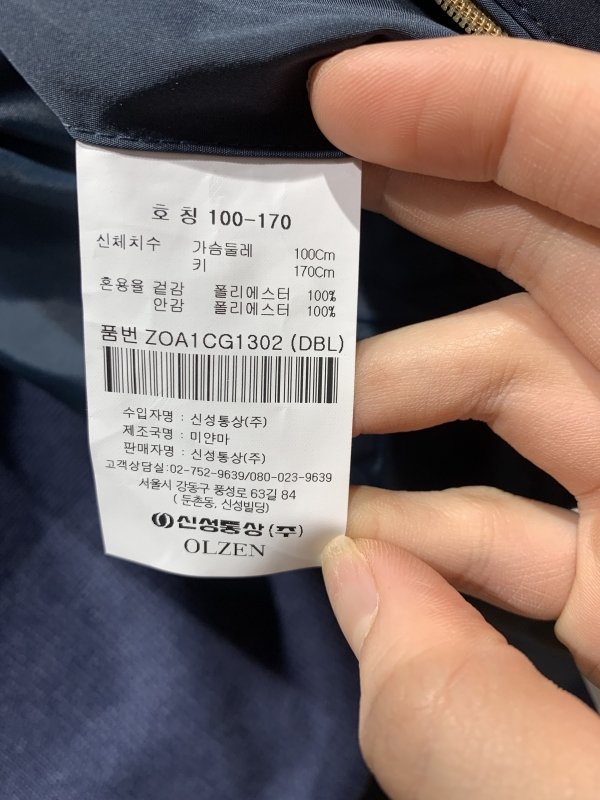 호 칭 100-170
신체치수 가슴둘레 100Cm
키 170Cm
혼용율 겉감 폴리에스터 100%
안감 폴리에스터 100%
품번 ZOA1CG1302 (DBL)
수입자명 : 신성통상(주)
제조국명 : 미얀마
판매자명 : 신성통상(주)
고객상담실:02-752-9639/080-023-9639
서울시 강동구 풍성로 63길 84
( 둔촌동, 신성빌딩)
신성통상 (주)
OLZEN